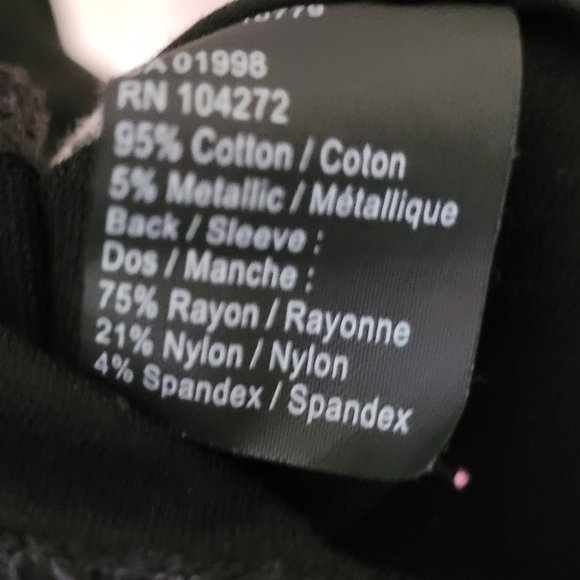 01998
RN 104272
95% Cotton / Coton
5% Metallic / Métallique
Back / Sleeve :
Dos / Manche :
75% Rayon / Rayonne
21% Nylon / Nylon
4% Spandex / Spandex